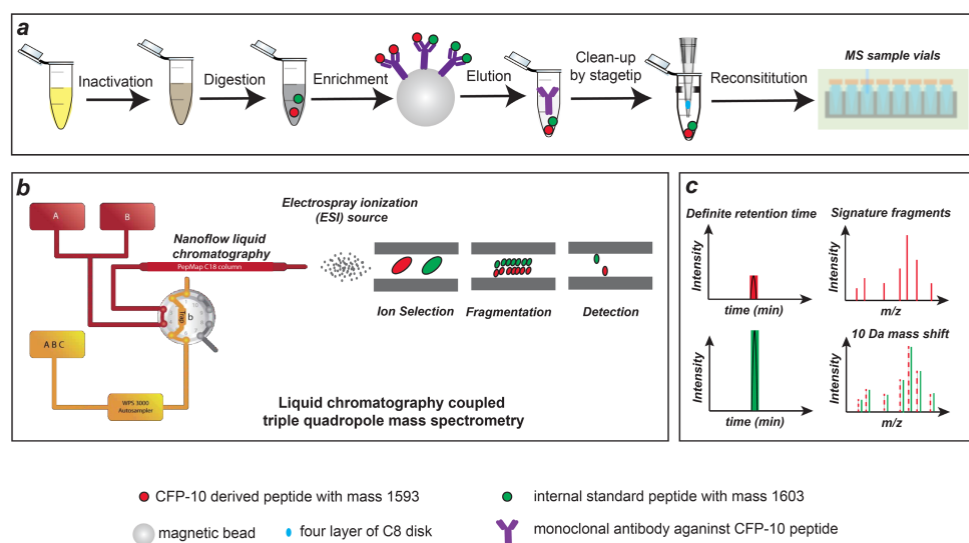 a
Inactivation
Digestion
Enrichment
Elution
Clean-up
by stagetip
Reconsititution
MS sample vials
b
A
B
Nanoflow liquid
chromatography
PepMap C18 column
Electrospray ionization
(ESI) source
Trap
A B C
WPS 3000
Autosampler
Ion Selection
Fragmentation
Detection
Liquid chromatography coupled
triple quadropole mass spectrometry
c
Definite retention time
Intensity
time (min)
Signature fragments
Intensity
m/z
Intensity
time (min)
10 Da mass shift
Intensity
m/z
CFP-10 derived peptide with mass 1593
internal standard peptide with mass 1603
magnetic bead
four layer of C8 disk
monoclonal antibody aganinst CFP-10 peptide